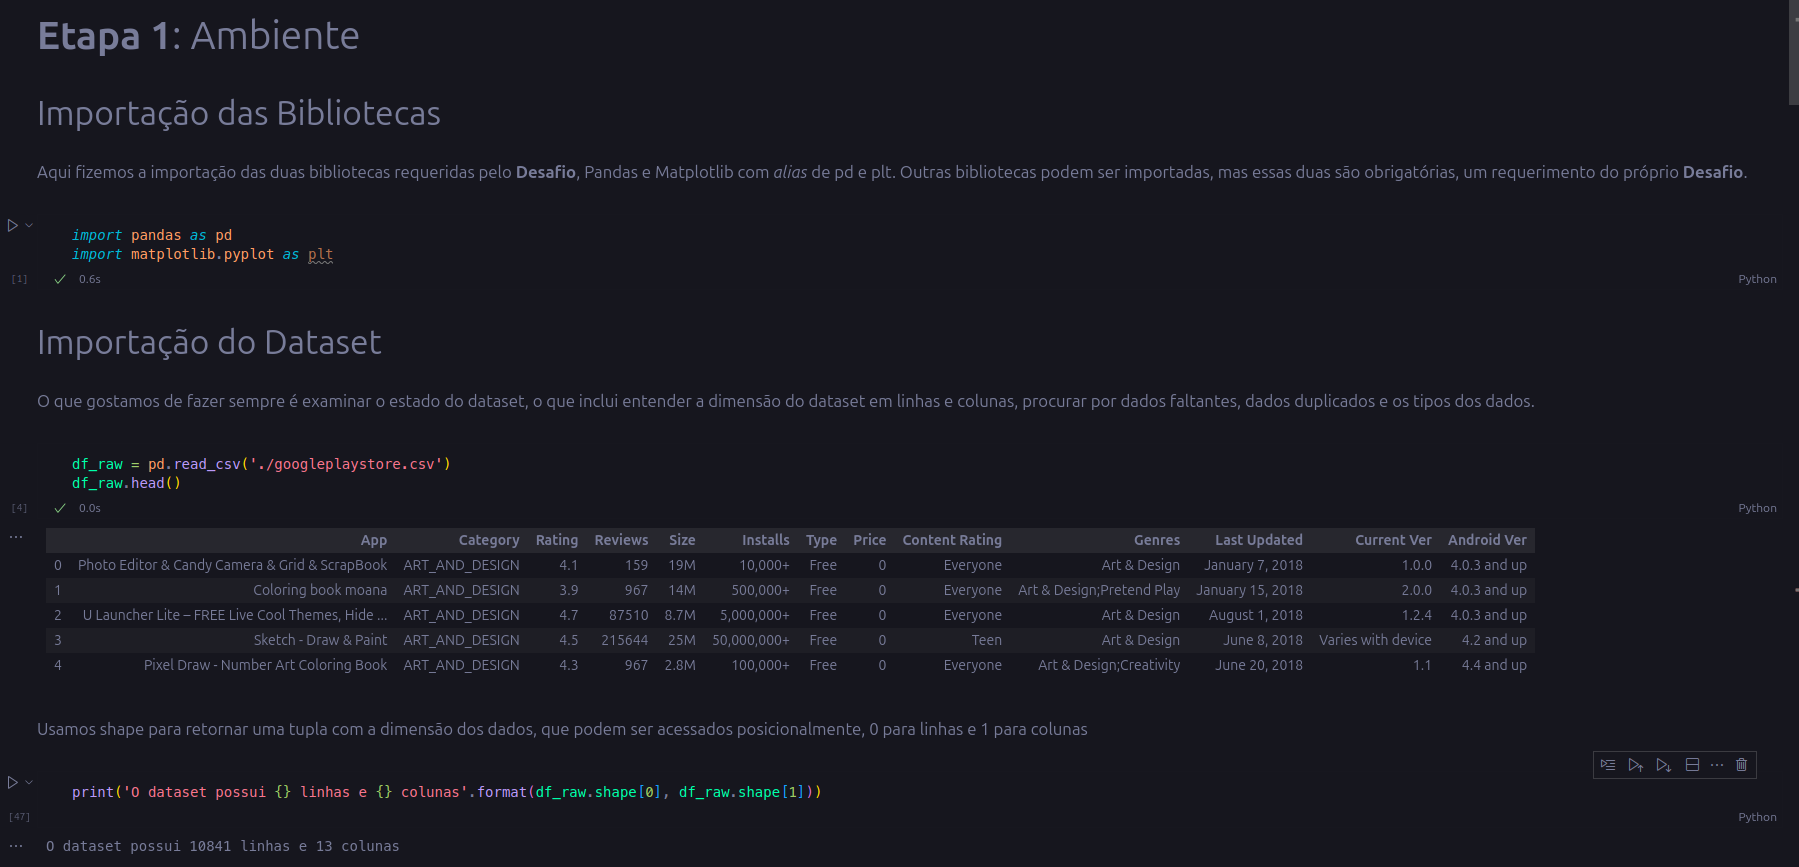 Etapa 1: Ambiente
Importação das Bibliotecas
Aqui fizemos a importação das duas bibliotecas requeridas pelo Desafio, Pandas e Matplotlib com alias de pd e plt. Outras bibliotecas podem ser importadas, mas essas duas são obrigatórias, um requerimento do próprio Desafio.
import pandas as pd
import matplotlib.pyplot as plt
[1] 0.6s Python
Importação do Dataset
O que gostamos de fazer sempre é examinar o estado do dataset, o que inclui entender a dimensão do dataset em linhas e colunas, procurar por dados faltantes, dados duplicados e os tipos dos dados.
df_raw = pd.read_csv('./googleplaystore.csv')
df_raw.head()
[4] 0.0s Python
... App Category Rating Reviews Size Installs Type Price Content Rating Genres Last Updated Current Ver Android Ver
0 Photo Editor & Candy Camera & Grid & ScrapBook ART_AND_DESIGN 4.1 159 19M 10,000+ Free 0 Everyone Art & Design January 7, 2018 1.0.0 4.0.3 and up
1 Coloring book moana ART_AND_DESIGN 3.9 967 14M 500,000+ Free 0 Everyone Art & Design;Pretend Play January 15, 2018 2.0.0 4.0.3 and up
2 U Launcher Lite – FREE Live Cool Themes, Hide ... ART_AND_DESIGN 4.7 87510 8.7M 5,000,000+ Free 0 Everyone Art & Design August 1, 2018 1.2.4 4.0.3 and up
3 Sketch - Draw & Paint ART_AND_DESIGN 4.5 215644 25M 50,000,000+ Free 0 Teen Art & Design June 8, 2018 Varies with device 4.2 and up
4 Pixel Draw - Number Art Coloring Book ART_AND_DESIGN 4.3 967 2.8M 100,000+ Free 0 Everyone Art & Design;Creativity June 20, 2018 1.1 4.4 and up
Usamos shape para retornar uma tupla com a dimensão dos dados, que podem ser acessados posicionalmente, 0 para linhas e 1 para colunas
print('O dataset possui {} linhas e {} colunas'.format(df_raw.shape[0], df_raw.shape[1]))
[47] Python
... O dataset possui 10841 linhas e 13 colunas